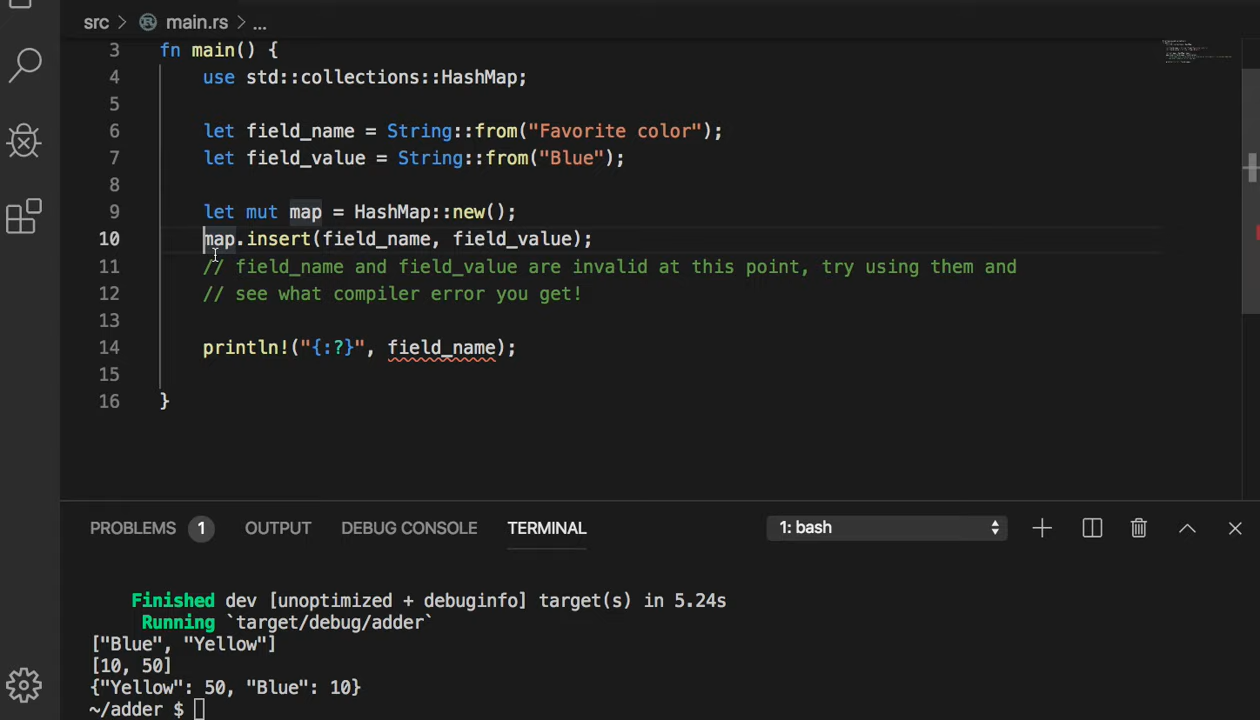 src > main.rs > ...
3 fn main() {
4 use std::collections::HashMap;
5
6 let field_name = String::from("Favorite color");
7 let field_value = String::from("Blue");
8
9 let mut map = HashMap::new();
10 map.insert(field_name, field_value);
11 // field_name and field_value are invalid at this point, try using them and
12 // see what compiler error you get!
13
14 println!("{:?}", field_name);
15
16 }
PROBLEMS 1 OUTPUT DEBUG CONSOLE TERMINAL 1: bash
Finished dev [unoptimized + debuginfo] target(s) in 5.24s
Running `target/debug/adder`
["Blue", "Yellow"]
[10, 50]
{"Yellow": 50, "Blue": 10}
~/adder $